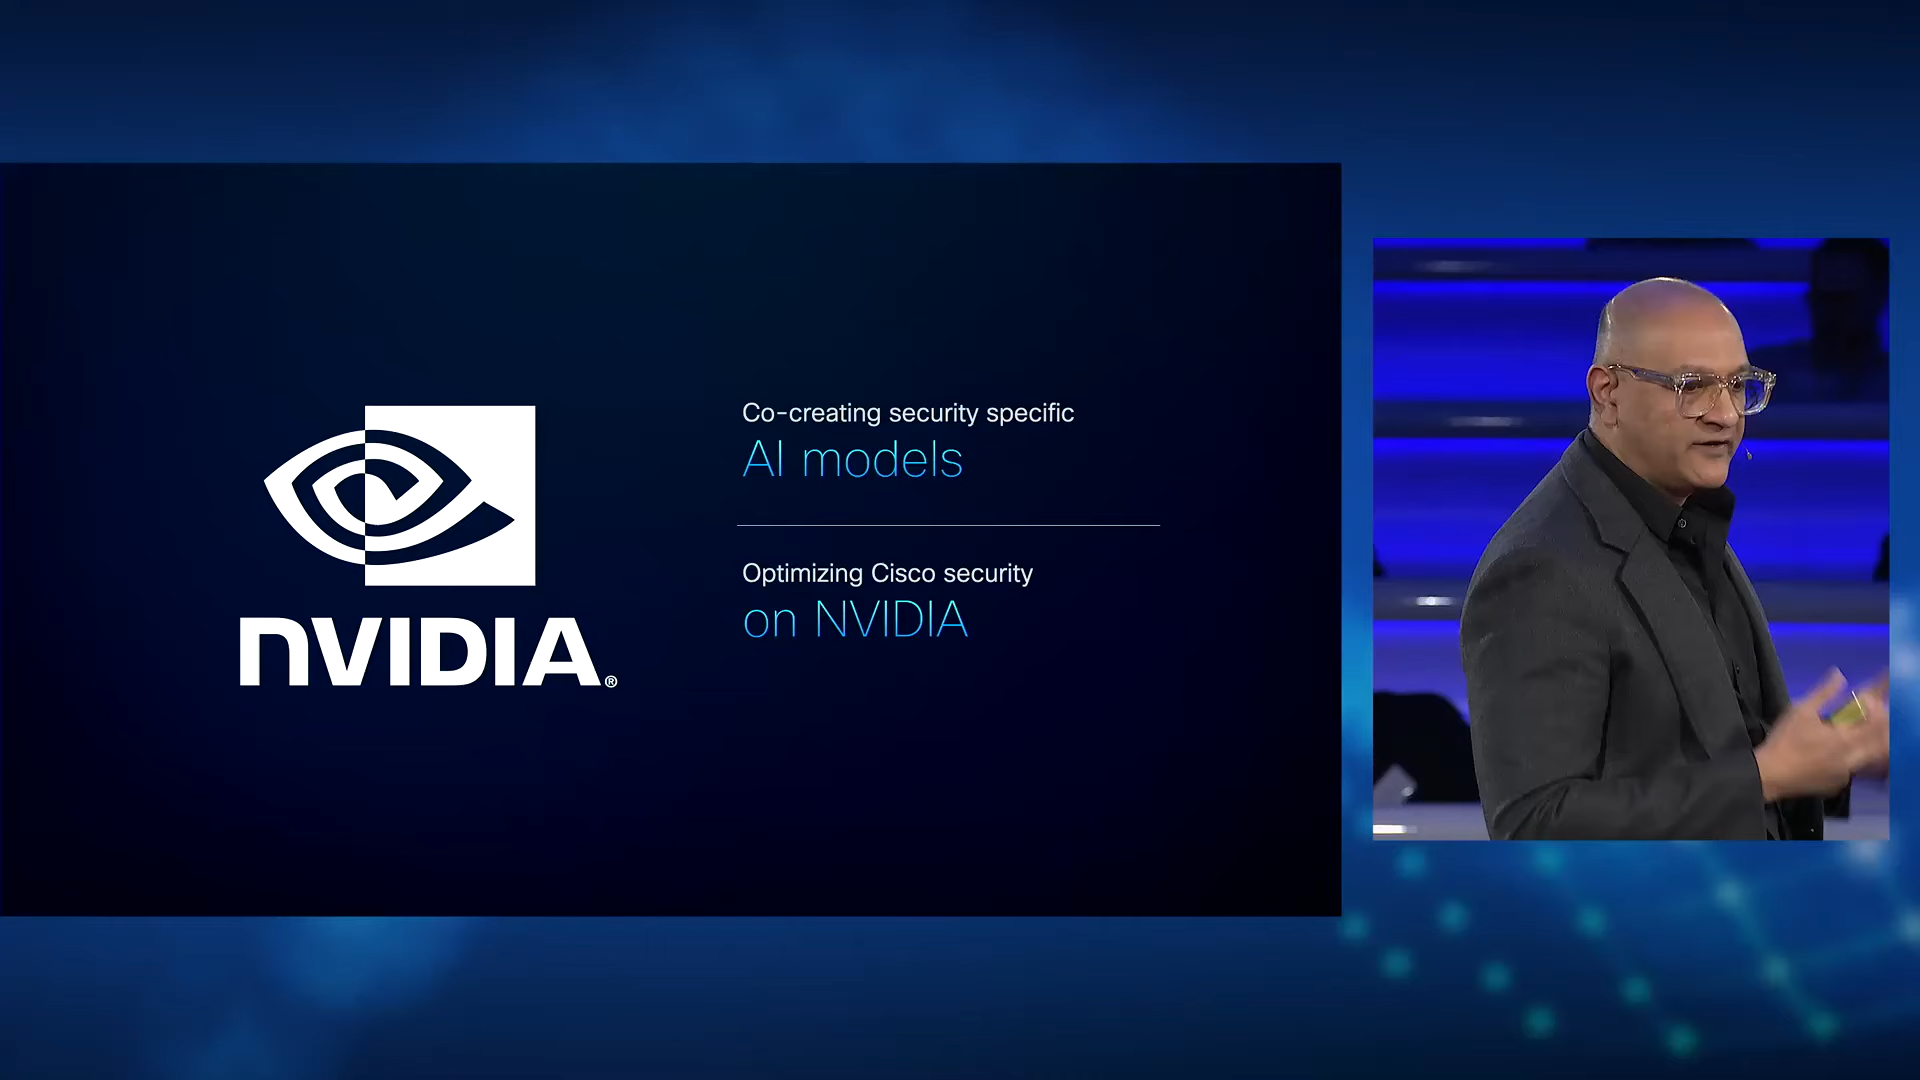 NVIDIA®
Co-creating security specific
AI models
Optimizing Cisco security
on NVIDIA